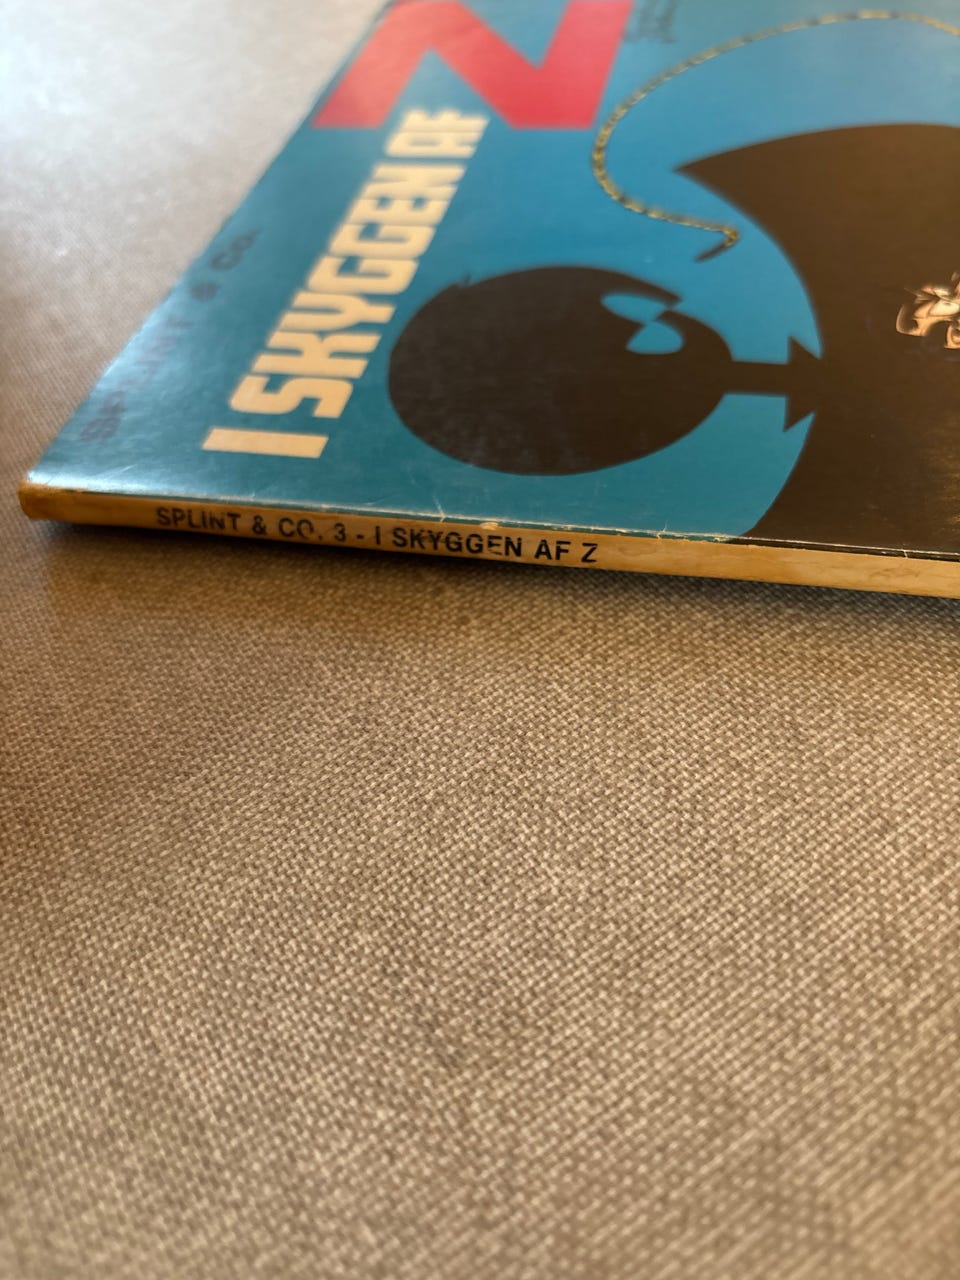 SPLINT & CO.
I SKYGGEN AF
Z
SPLINT & CO. 3 - I SKYGGEN AF Z